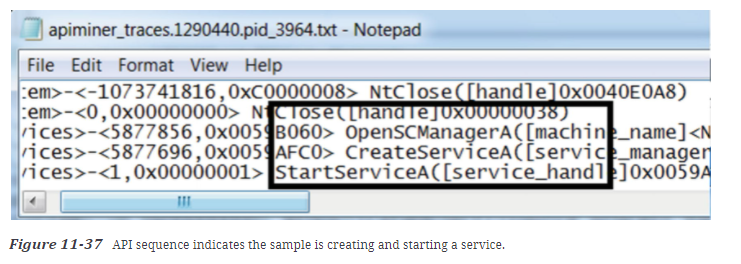 apiminer_traces.1290440.pid_3964.txt - Notepad
File Edit Format View Help
:em>-<-1073741816,0xC0000008> NtClose([handle]0x0040E0A8)
:em>-<0,0x00000000> NtClose([handle]0x00000038)
/ices>-<5877856,0x0059B060> OpenSCManagerA([machine_name]<N
/ices>-<5877696,0x0059AFC0> CreateServiceA([service_manager
/ices>-<1,0x00000001> StartServiceA([service_handle]0x0059A
Figure 11-37 API sequence indicates the sample is creating and starting a service.